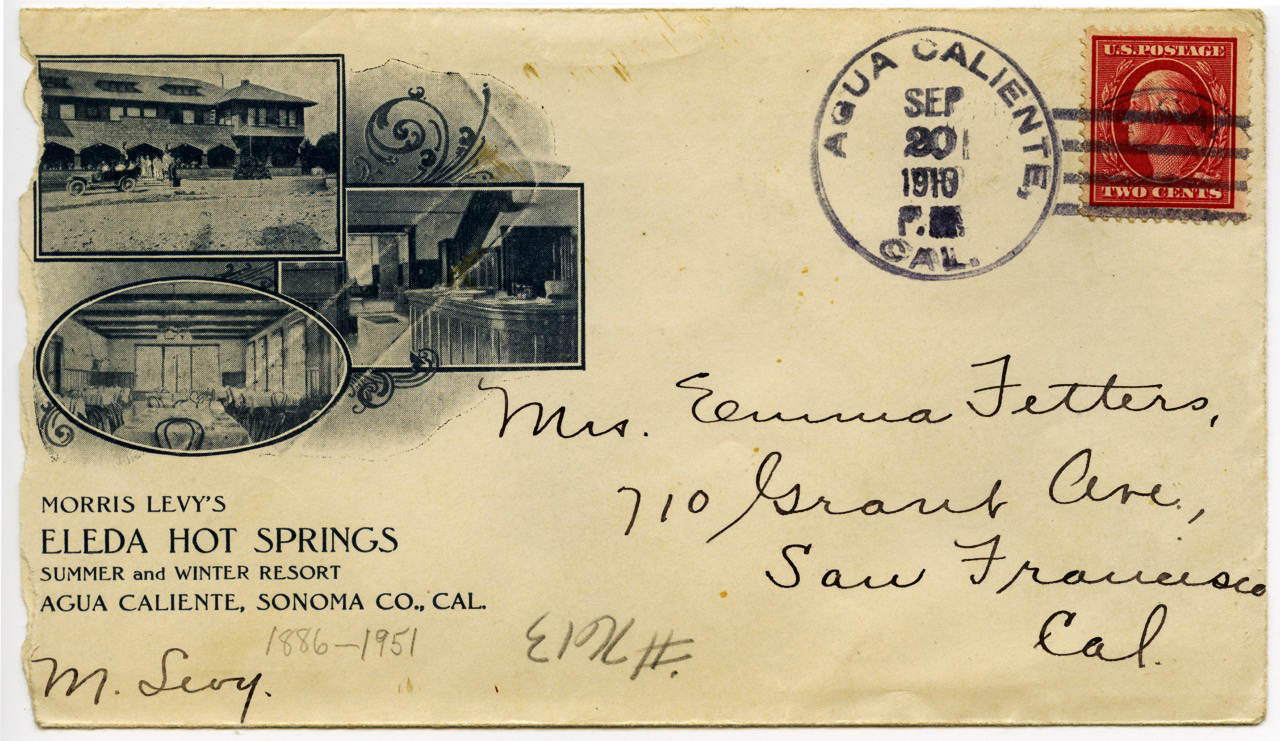 AGUA CALIENTE,
SEP
20
1910
P.M.
CAL.
U.S. POSTAGE
TWO CENTS
Mrs. Emma Fetters,
710 Grant Ave.,
San Francisco
Cal.
MORRIS LEVY'S
ELEDA HOT SPRINGS
SUMMER and WINTER RESORT
AGUA CALIENTE, SONOMA CO., CAL.
1886-1951
M. Levy.